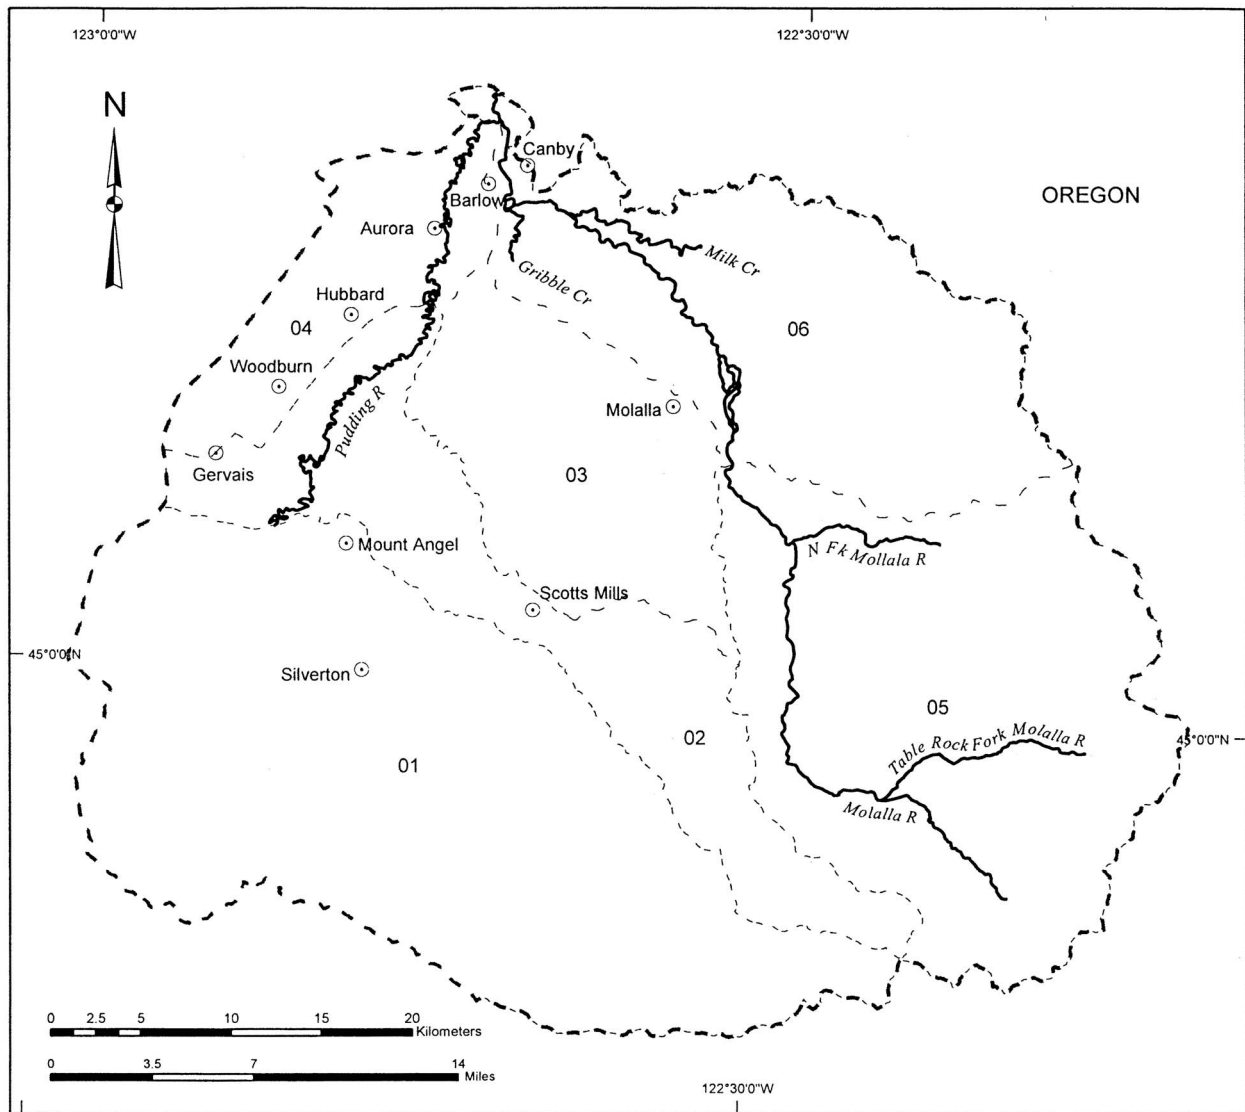 123°0'0"W
122°30'0"W
N
OREGON
Canby
Barlow
Aurora
Milk Cr
Gribble Cr
Hubbard
04
06
Woodburn
Pudding R
Molalla
Gervais
03
Mount Angel
N Fk Mollala R
Scotts Mills
45°0'0"N
Silverton
05
02
Table Rock Fork Molalla R
45°0'0"N
01
Molalla R
0 2.5 5 10 15 20
Kilometers
0 3.5 7 14
Miles
122°30'0"W